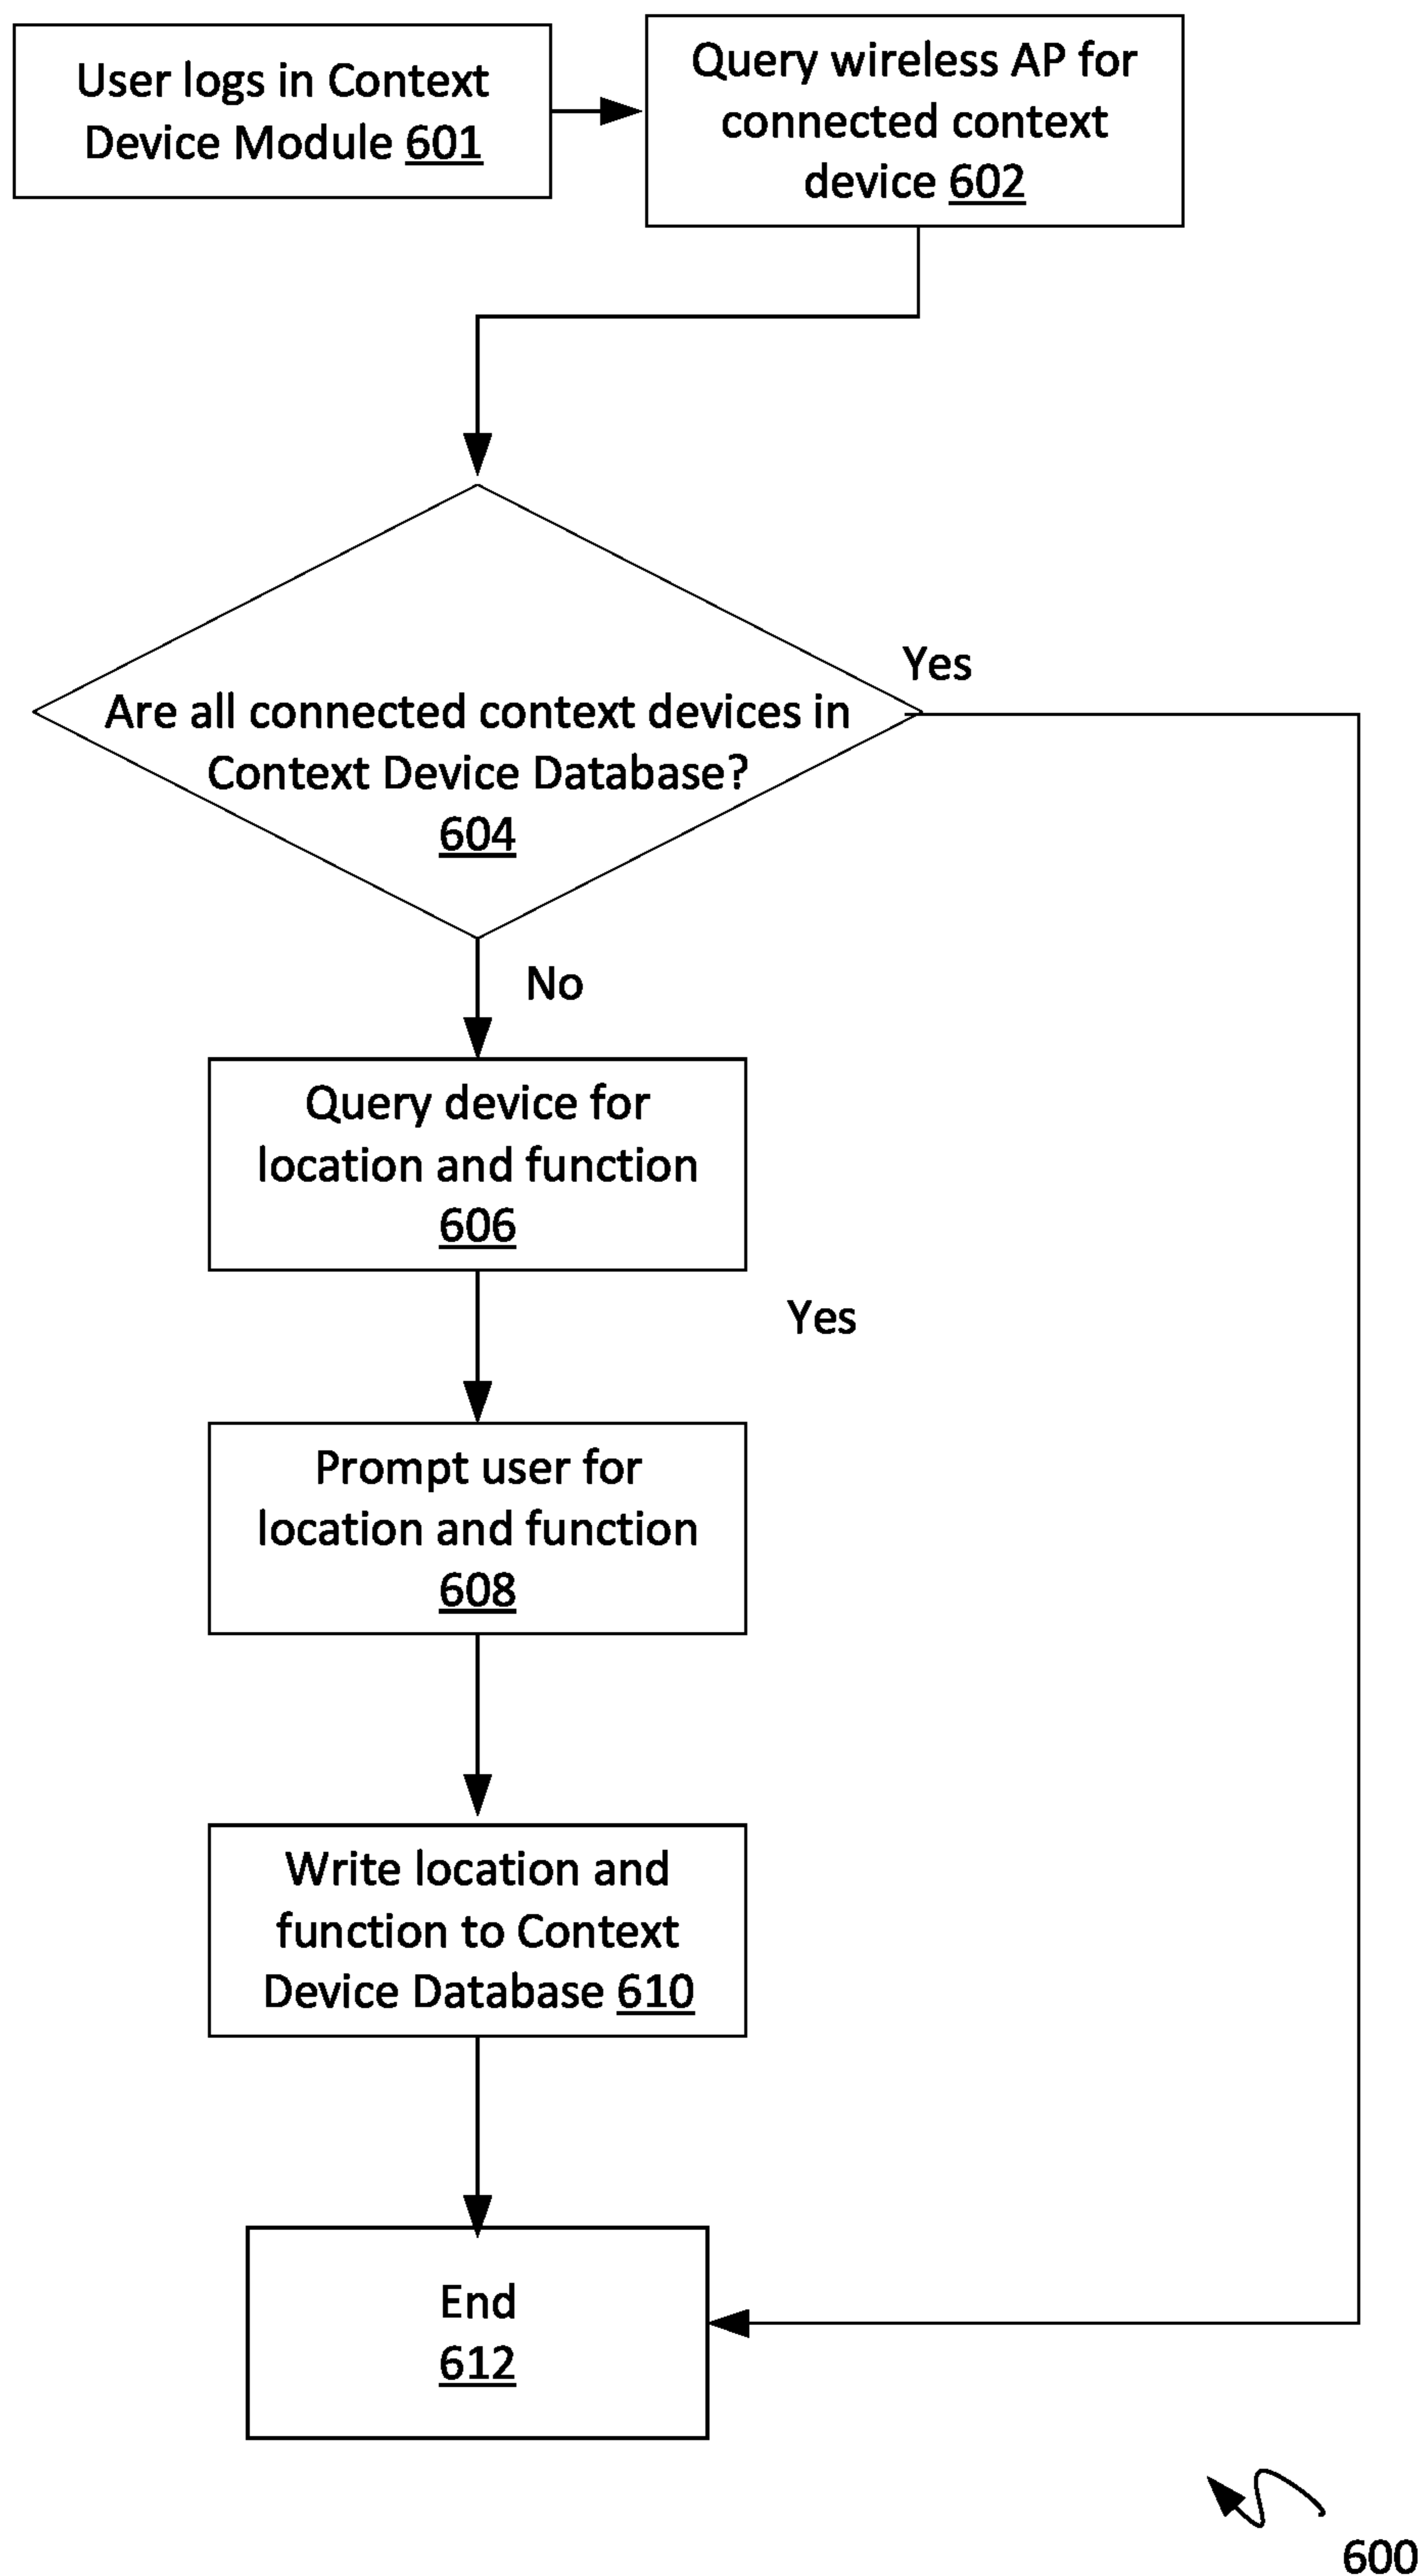 User logs in Context
Device Module 601
Query wireless AP for
connected context
device 602
Yes
Are all connected context devices in
Context Device Database?
604
No
Query device for
location and function
606
Yes
Prompt user for
location and function
608
Write location and
function to Context
Device Database 610
End
612
600